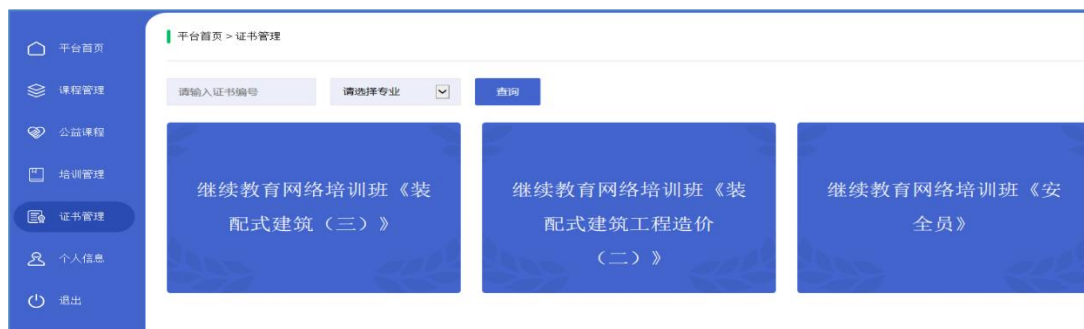 平台首页
课程管理
公益课程
培训管理
证书管理
个人信息
退出
平台首页 > 证书管理
请输入证书编号
请选择专业
查询
继续教育网络培训班《装
配式建筑（三）》
继续教育网络培训班《装
配式建筑工程造价
（二）》
继续教育网络培训班《安
全员》